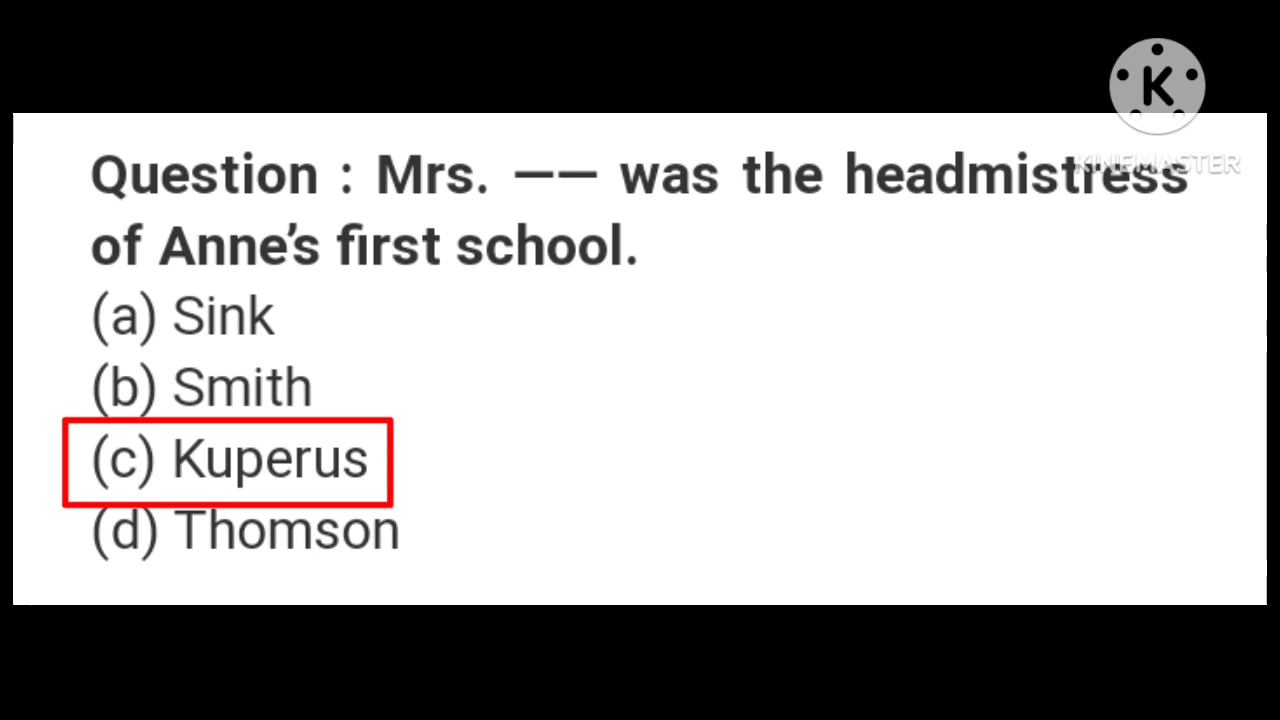 K
KINEMASTER
Question : Mrs. —— was the headmistress
of Anne’s first school.
(a) Sink
(b) Smith
(c) Kuperus
(d) Thomson